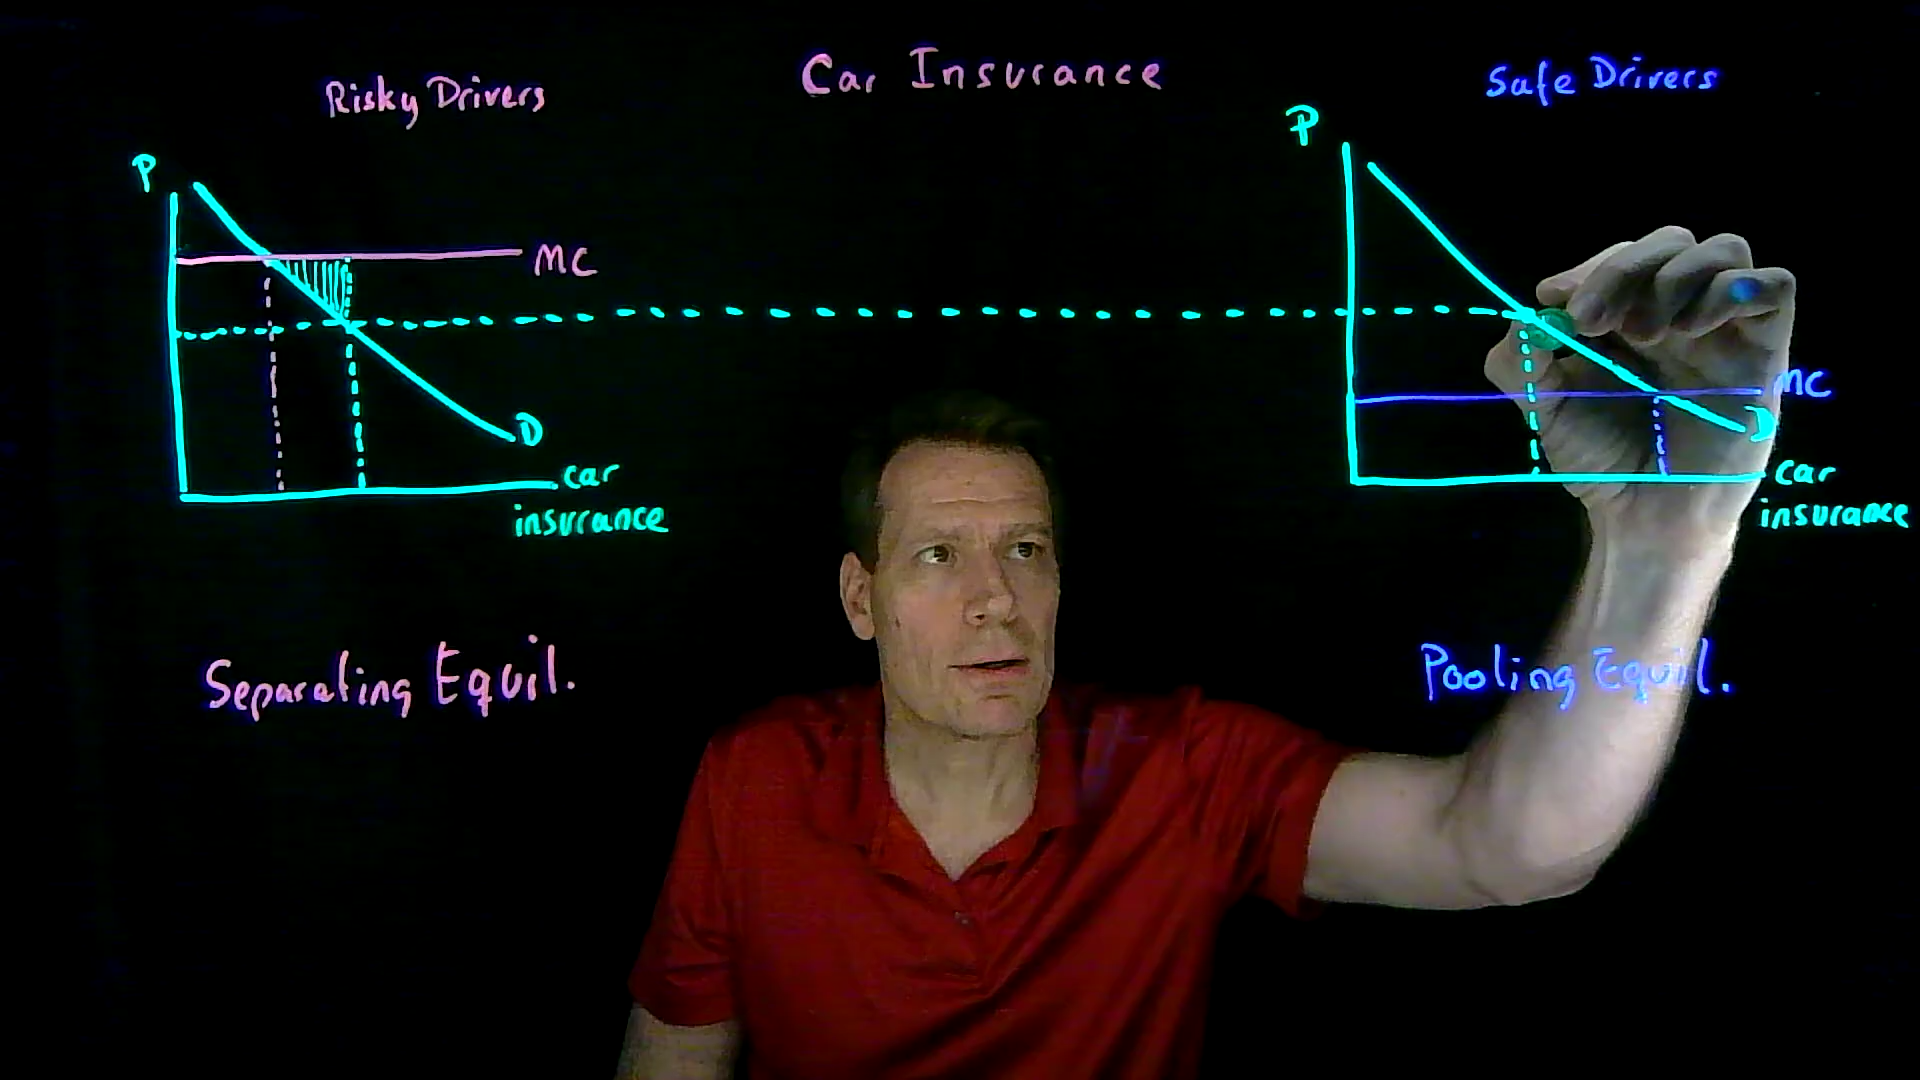 Car Insurance
Risky Drivers
P
MC
D
car
insurance
Separating Equil.
Safe Drivers
P
MC
D
car
insurance
Pooling Equil.